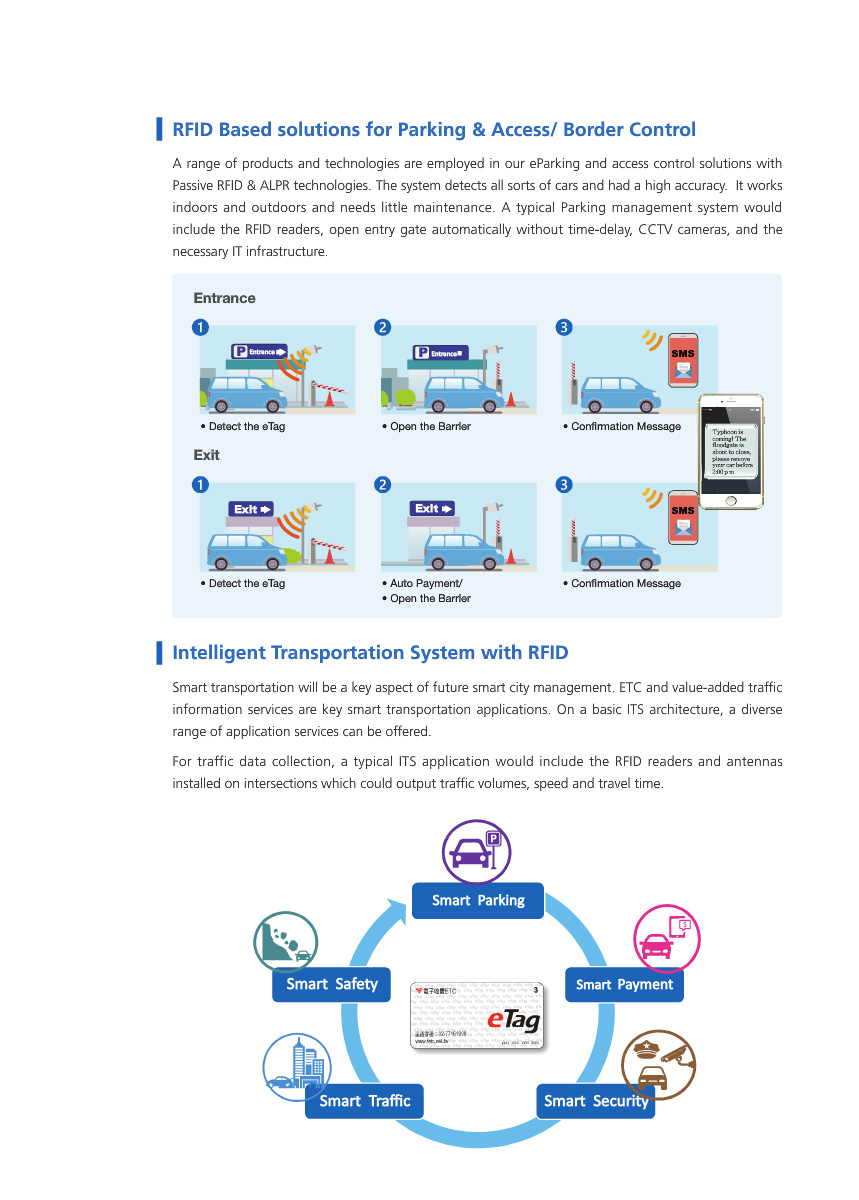 RFID Based solutions for Parking & Access/ Border Control
A range of products and technologies are employed in our eParking and access control solutions with
Passive RFID & ALPR technologies. The system detects all sorts of cars and had a high accuracy.  It works
indoors and outdoors and needs little maintenance. A typical Parking management system would
include the RFID readers, open entry gate automatically without time-delay, CCTV cameras, and the
necessary IT infrastructure.
Entrance
1
P Entrance
2
P Entrance
3
SMS
• Detect the eTag
• Open the Barrier
• Confirmation Message
Typhoon is
coming! The
floodgate is
about to close,
please remove
your car before
2:00 pm
Exit
1
Exit
2
Exit
3
SMS
• Detect the eTag
• Auto Payment/
• Open the Barrier
• Confirmation Message
Intelligent Transportation System with RFID
Smart transportation will be a key aspect of future smart city management. ETC and value-added traffic
information services are key smart transportation applications. On a basic ITS architecture, a diverse
range of application services can be offered.
For traffic data collection, a typical ITS application would include the RFID readers and antennas
installed on intersections which could output traffic volumes, speed and travel time.
P
Smart Parking
$
Smart Safety
Smart Payment
電子收費ETC
3
eTag
02-77161998
www.fetc.net.tw
Smart Traffic
Smart Security